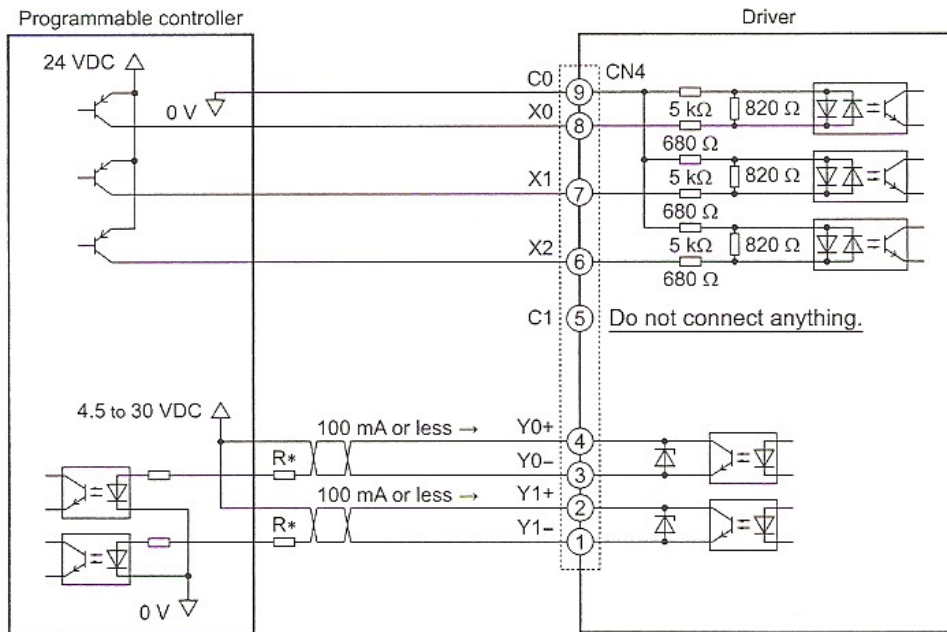 Programmable controller
Driver
24 VDC
C0
CN4
9
0 V
X0
8
5 kΩ
820 Ω
680 Ω
X1
7
5 kΩ
820 Ω
680 Ω
X2
6
5 kΩ
820 Ω
680 Ω
C1
5
Do not connect anything.
4.5 to 30 VDC
100 mA or less →
Y0+
4
R*
Y0−
3
100 mA or less →
Y1+
2
R*
Y1−
1
0 V